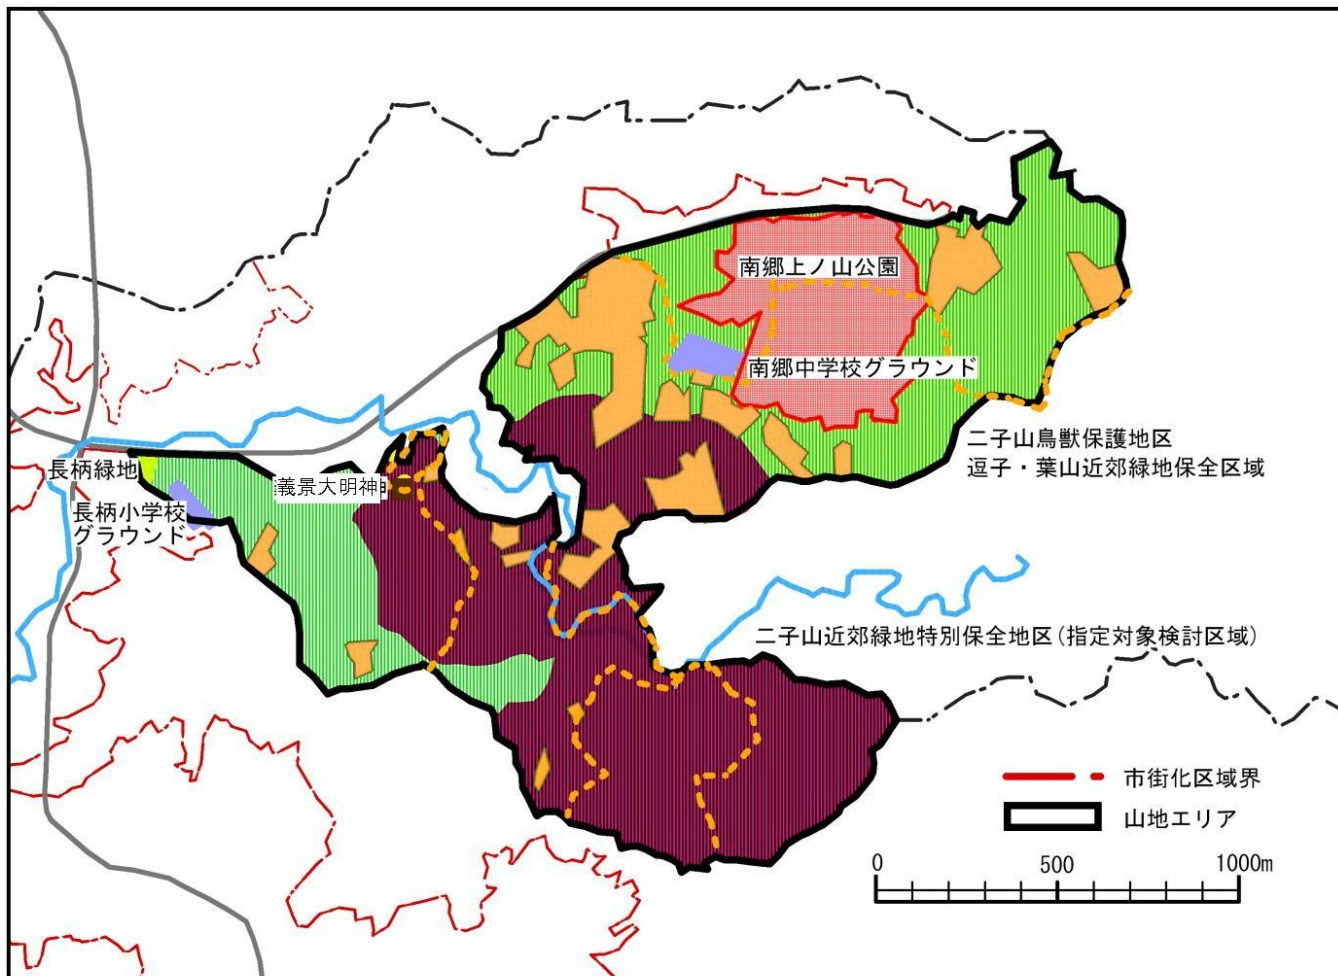 南郷上ノ山公園
南郷中学校グラウンド
二子山鳥獣保護地区
逗子・葉山近郊緑地保全区域
長柄緑地
義景大明神
長柄小学校
グラウンド
二子山近郊緑地特別保全地区(指定対象検討区域)
市街化区域界
山地エリア
0 500 1000m